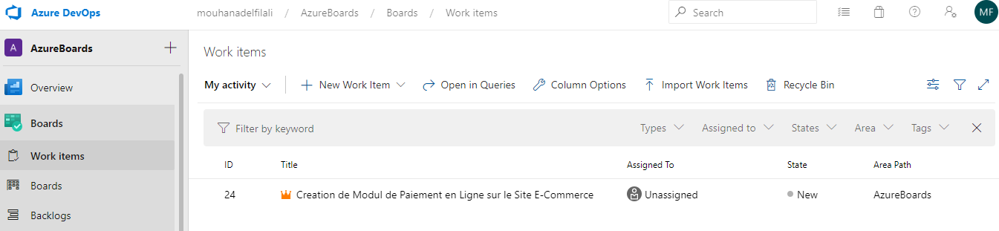 Azure DevOps mouhanadelfilali / AzureBoards / Boards / Work items Search MF
A AzureBoards
Overview
Boards
Work items
Boards
Backlogs
Work items
My activity New Work Item Open in Queries Column Options Import Work Items Recycle Bin
Filter by keyword Types Assigned to States Area Tags
ID Title Assigned To State Area Path
24 Creation de Modul de Paiement en Ligne sur le Site E-Commerce Unassigned New AzureBoards